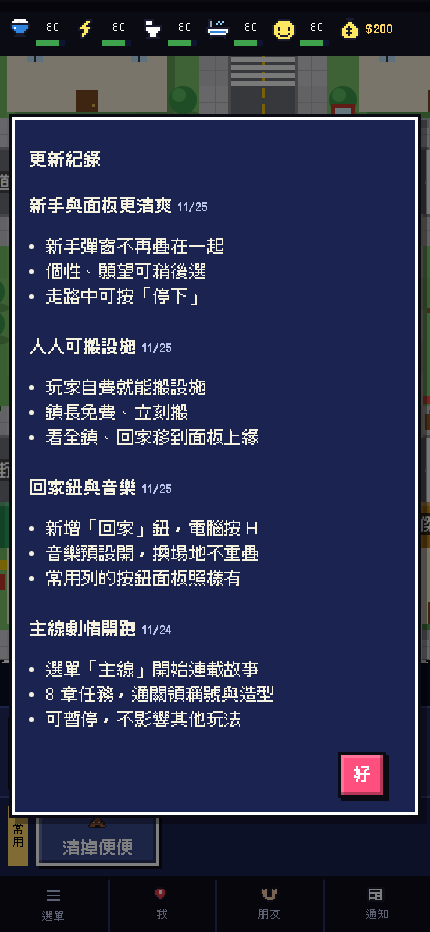 80 80 80 80 80 $200
更新紀錄
新手與面板更清爽 11/25
• 新手彈窗不再疊在一起
• 個性、願望可稍後選
• 走路中可按「停下」
人人可搬設施 11/25
• 玩家自費就能搬設施
• 鎮長免費、立刻搬
• 看全鎮、回家移到面板上緣
回家鈕與音樂 11/25
• 新增「回家」鈕，電腦按 H
• 音樂預設開，換場地不重疊
• 常用列的按鈕面板照樣有
主線劇情開跑 11/24
• 選單「主線」開始連載故事
• 8 章任務，通關領稱號與造型
• 可暫停，不影響其他玩法
好
常用
清掉便便
選單 我 朋友 通知